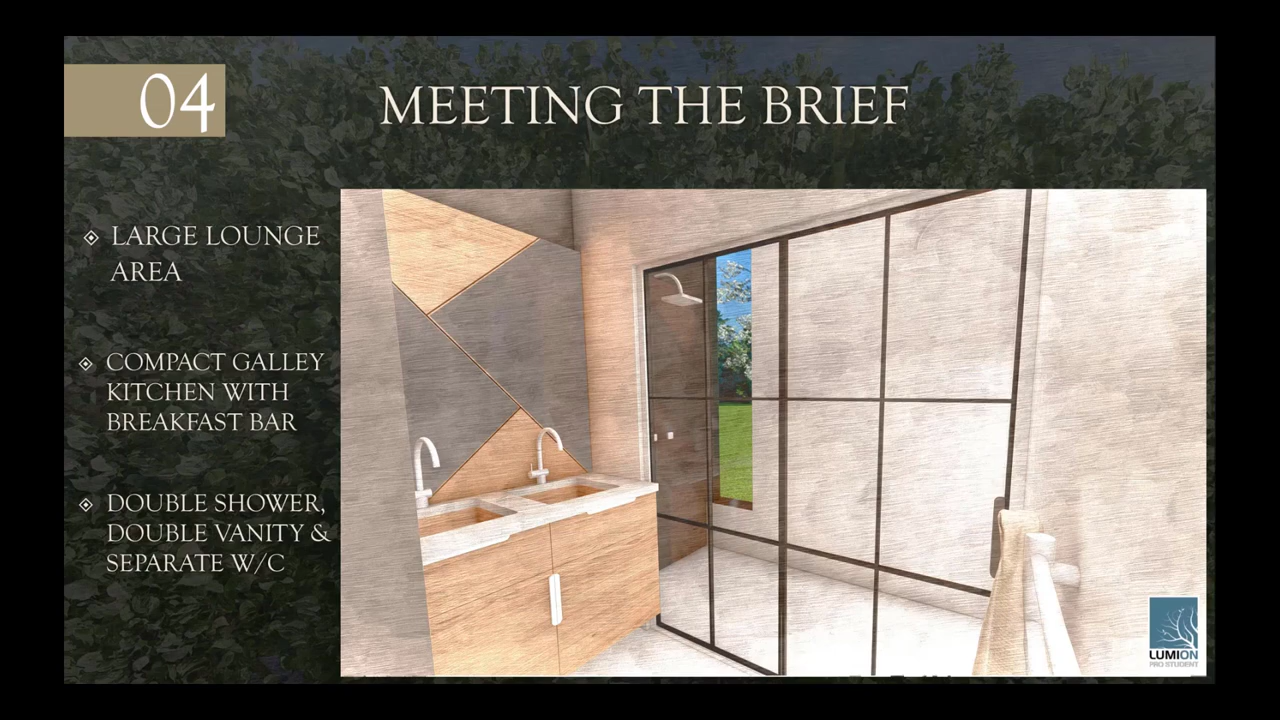 04
MEETING THE BRIEF
LARGE LOUNGE
AREA
COMPACT GALLEY
KITCHEN WITH
BREAKFAST BAR
DOUBLE SHOWER,
DOUBLE VANITY &
SEPARATE W/C
LUMION
PRO STUDENT